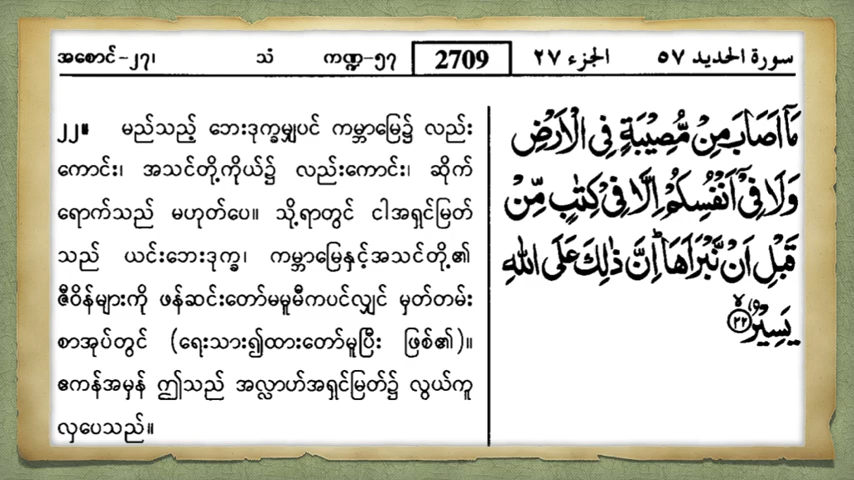 အစောင်-၂၇၊ သံ ကဏ္ဍ-၅၇ 2709 الجزء ٢٧ سورة الحديد ٥٧
၂၂။ မည်သည့် ဘေးဒုက္ခမျှပင် ကမ္ဘာမြေ၌ လည်း
ကောင်း၊ အသင်တို့ကိုယ်၌ လည်းကောင်း၊ ဆိုက်
ရောက်သည် မဟုတ်ပေ။ သို့ရာတွင် ငါအရှင်မြတ်
သည် ယင်းဘေးဒုက္ခ၊ ကမ္ဘာမြေနှင့်အသင်တို့၏
ဇီဝိန်များကို ဖန်ဆင်းတော်မမူမီကပင်လျှင် မှတ်တမ်း
စာအုပ်တွင် (ရေးသား၍ထားတော်မူပြီး ဖြစ်၏)။
ဧကန်အမှန် ဤသည် အလ္လာဟ်အရှင်မြတ်၌ လွယ်ကူ
လှပေသည်။
مَاۤ اَصَابَ مِنْ مُّصِيْبَةٍ فِى الْاَرْضِ
وَلَا فِىْۤ اَنْفُسِكُمْ اِلَّا فِىْ كِتٰبٍ مِّنْ
قَبْلِ اَنْ نَّبْرَاَهَاؕ اِنَّ ذٰلِكَ عَلَى اللّٰهِ
يَسِيْرٌۙ ٢٢